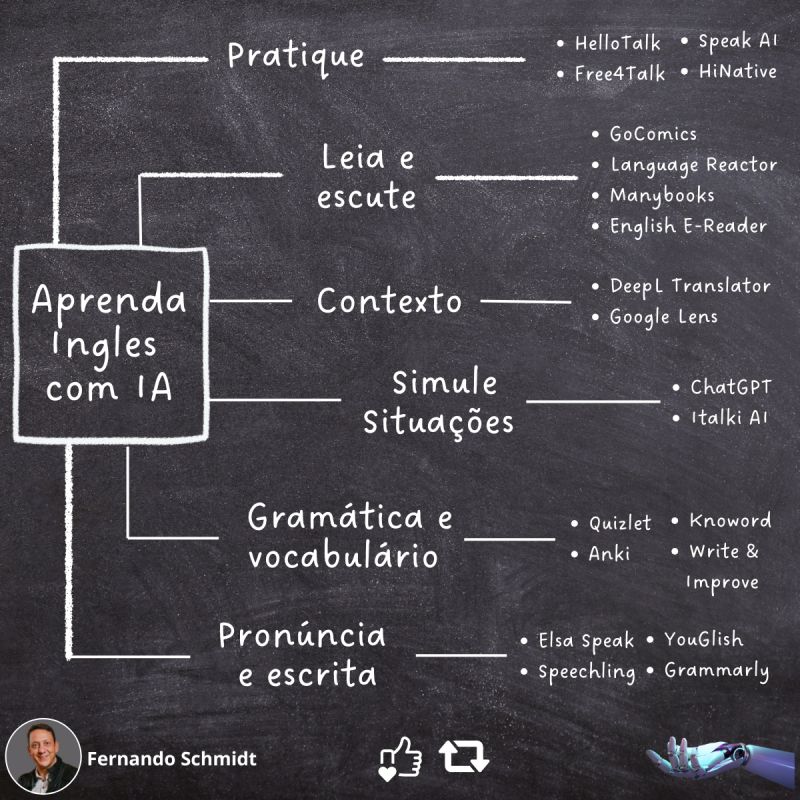 Pratique
• HelloTalk • Speak AI
• Free4Talk • HiNative
Leia e
escute
• GoComics
• Language Reactor
• Manybooks
• English E-Reader
Aprenda
Ingles
com IA
Contexto
• DeepL Translator
• Google Lens
Simule
Situações
• ChatGPT
• Italki AI
Gramática e
vocabulário
• Quizlet • Knoword
• Anki • Write &
Improve
Pronúncia
e escrita
• Elsa Speak • YouGlish
• Speechling • Grammarly
Fernando Schmidt